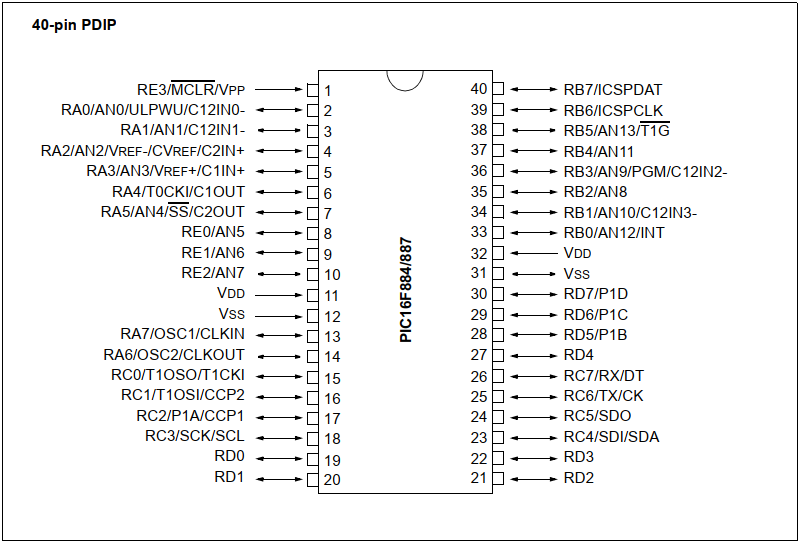 40-pin PDIP
RE3/MCLR/VPP 1
RA0/AN0/ULPWU/C12IN0- 2
RA1/AN1/C12IN1- 3
RA2/AN2/VREF-/CVREF/C2IN+ 4
RA3/AN3/VREF+/C1IN+ 5
RA4/T0CKI/C1OUT 6
RA5/AN4/SS/C2OUT 7
RE0/AN5 8
RE1/AN6 9
RE2/AN7 10
VDD 11
VSS 12
RA7/OSC1/CLKIN 13
RA6/OSC2/CLKOUT 14
RC0/T1OSO/T1CKI 15
RC1/T1OSI/CCP2 16
RC2/P1A/CCP1 17
RC3/SCK/SCL 18
RD0 19
RD1 20
PIC16F884/887
40 RB7/ICSPDAT
39 RB6/ICSPCLK
38 RB5/AN13/T1G
37 RB4/AN11
36 RB3/AN9/PGM/C12IN2-
35 RB2/AN8
34 RB1/AN10/C12IN3-
33 RB0/AN12/INT
32 VDD
31 VSS
30 RD7/P1D
29 RD6/P1C
28 RD5/P1B
27 RD4
26 RC7/RX/DT
25 RC6/TX/CK
24 RC5/SDO
23 RC4/SDI/SDA
22 RD3
21 RD2